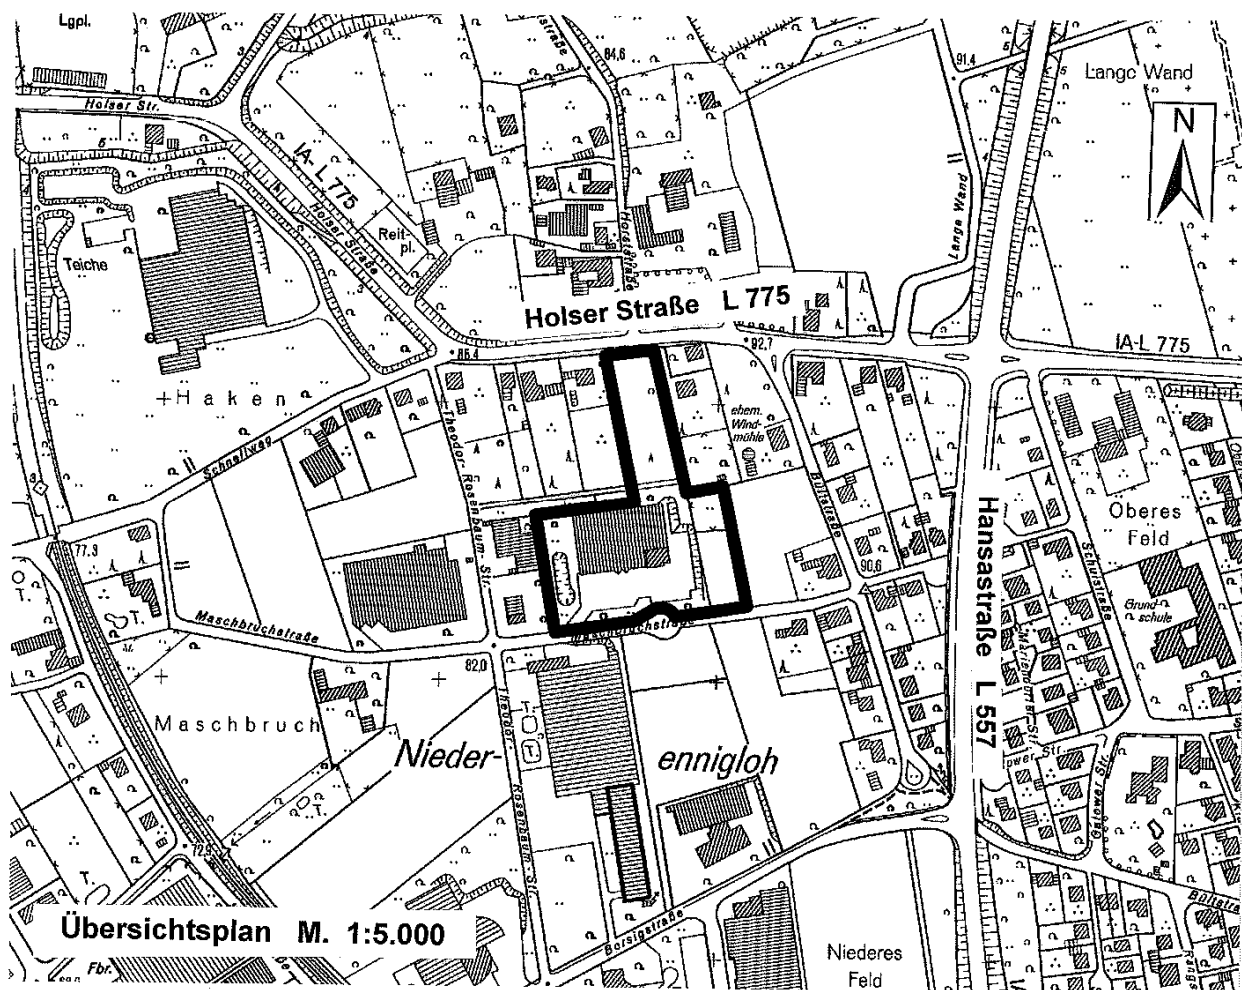 Lgpl.
straße
84,6
91,4
Lange Wand
Holser Str.
N
IA-L 775
Holser Straße
Reit-
pl.
Horststraße
Lange Wand
Teiche
Holser Straße L 775
86,4
92,7
IA-L 775
Haken
ehem.
Wind-
mühle
Schnellweg
Theodor-Rosenbaum-Str.
Bültstraße
Hansastraße L 557
Oberes
Feld
77,3
90,6
Schulstraße
Grund-
schule
T.
T.
Maschbruchstraße
Maschbruchstraße
82,0
Maschbruch
Nieder-
ennigloh
T.
T.
Theodor-
Rosenbaum-Str.
T.
T.
Übersichtsplan M. 1:5.000
Borsigstraße
Fbr.
Niederes
Feld